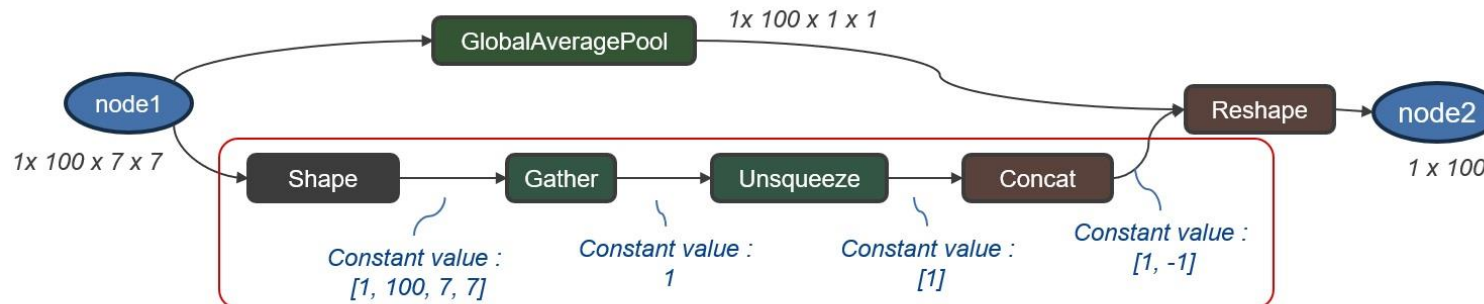 1x 100 x 1 x 1
GlobalAveragePool
node1
Reshape
node2
1x 100 x 7 x 7
1 x 100
Shape
Gather
Unsqueeze
Concat
Constant value :
[1, 100, 7, 7]
Constant value :
1
Constant value :
[1]
Constant value :
[1, -1]